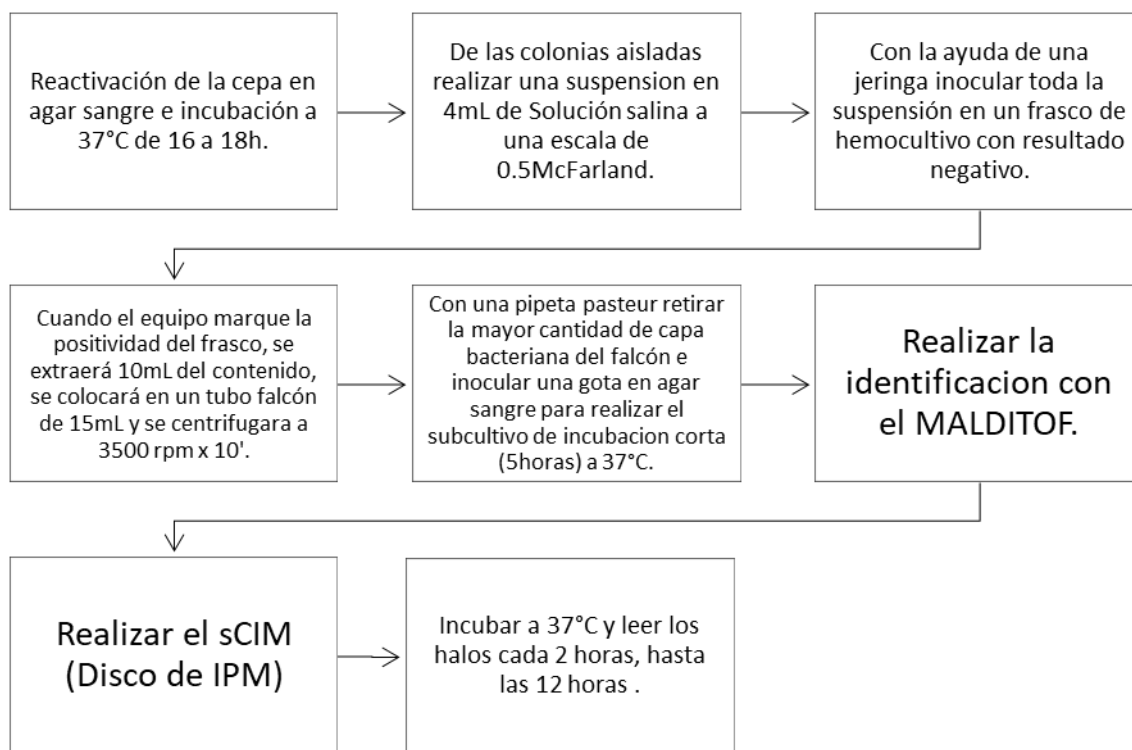 Reactivación de la cepa en
agar sangre e incubación a
37°C de 16 a 18h.
De las colonias aisladas
realizar una suspension en
4mL de Solución salina a
una escala de
0.5McFarland.
Con la ayuda de una
jeringa inocular toda la
suspensión en un frasco de
hemocultivo con resultado
negativo.
Cuando el equipo marque la
positividad del frasco, se
extraerá 10mL del contenido,
se colocará en un tubo falcón
de 15mL y se centrifugara a
3500 rpm x 10'.
Con una pipeta pasteur retirar
la mayor cantidad de capa
bacteriana del falcón e
inocular una gota en agar
sangre para realizar el
subcultivo de incubacion corta
(5horas) a 37°C.
Realizar la
identificacion con
el MALDITOF.
Realizar el sCIM
(Disco de IPM)
Incubar a 37°C y leer los
halos cada 2 horas, hasta
las 12 horas .